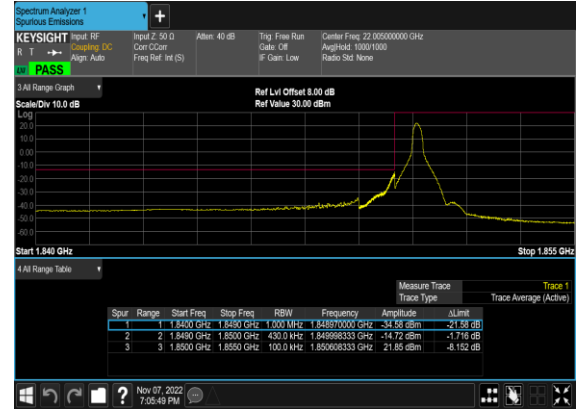 Spectrum Analyzer 1
Spurious Emissions
+
KEYSIGHT Input: RF Input Z: 50 Ω Atten: 40 dB Trig: Free Run Center Freq: 22.005000000 GHz
R T Coupling: DC Corr CCorr Gate: Off Avg|Hold: 1000/1000
Align: Auto Freq Ref: Int (S) IF Gain: Low Radio Std: None
PASS
3 All Range Graph
Ref Lvl Offset 8.00 dB
Scale/Div 10.0 dB Ref Value 30.00 dBm
Log
20.0
10.0
0.00
-10.0
-20.0
-30.0
-40.0
-50.0
-60.0
Start 1.840 GHz Stop 1.855 GHz
4 All Range Table
Measure Trace Trace 1
Trace Type Trace Average (Active)
Spur Range Start Freq Stop Freq RBW Frequency Amplitude ΔLimit
1 1 1.8400 GHz 1.8490 GHz 1.000 MHz 1.848970000 GHz -34.58 dBm -21.58 dB
2 2 1.8490 GHz 1.8500 GHz 430.0 kHz 1.849998333 GHz -14.72 dBm -1.716 dB
3 3 1.8500 GHz 1.8550 GHz 100.0 kHz 1.850608333 GHz 21.85 dBm -8.152 dB
? Nov 07, 2022
7:05:49 PM